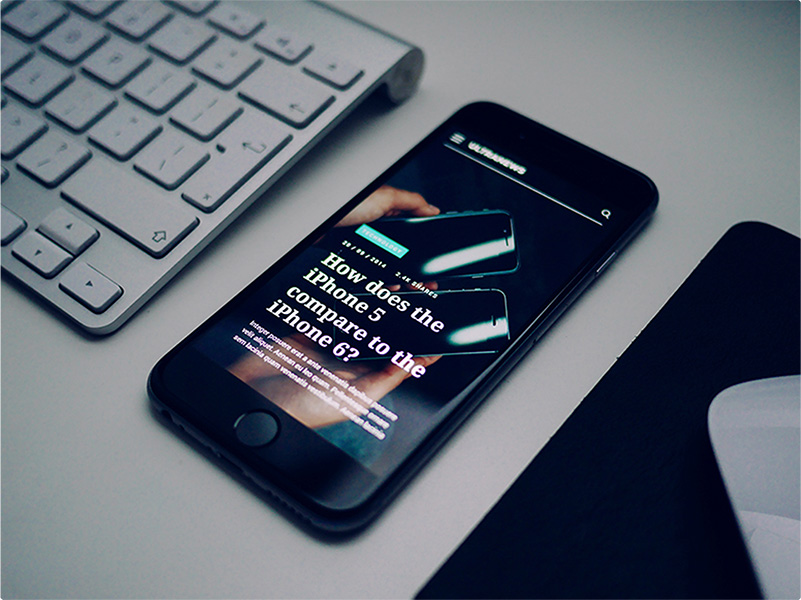 ULTRANEWS
TECHNOLOGY
20 / 09 / 2014 2.4K SHARES
How does the
iPhone 5
compare to the
iPhone 6?
Integer posuere erat a ante venenatis dapibus posuere
velit aliquet. Aenean eu leo quam. Pellentesque ornare
sem lacinia quam venenatis vestibulum. Aenean lacinia